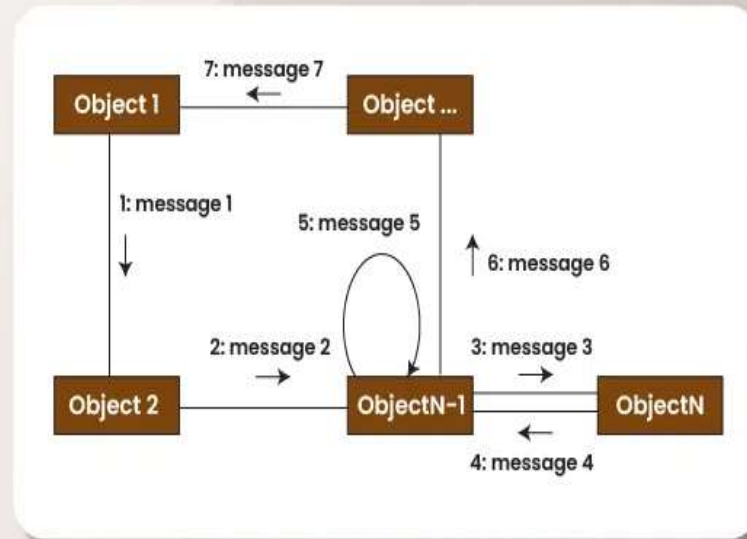 7: message 7
Object 1
Object ...
1: message 1
5: message 5
6: message 6
2: message 2
3: message 3
Object 2
ObjectN-1
ObjectN
4: message 4